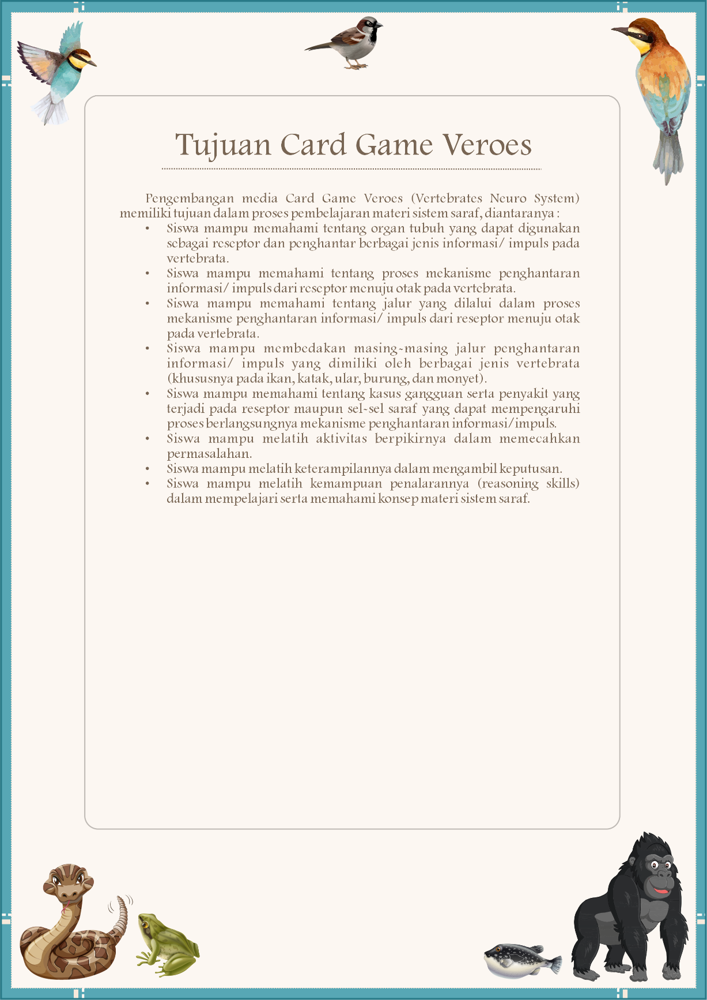 Tujuan Card Game Veroes
Pengembangan media Card Game Veroes (Vertebrates Neuro System)
memiliki tujuan dalam proses pembelajaran materi sistem saraf, diantaranya :
• Siswa mampu memahami tentang organ tubuh yang dapat digunakan
sebagai reseptor dan penghantar berbagai jenis informasi/ impuls pada
vertebrata.
• Siswa mampu memahami tentang proses mekanisme penghantaran
informasi/ impuls dari reseptor menuju otak pada vertebrata.
• Siswa mampu memahami tentang jalur yang dilalui dalam proses
mekanisme penghantaran informasi/ impuls dari reseptor menuju otak
pada vertebrata.
• Siswa mampu membedakan masing-masing jalur penghantaran
informasi/ impuls yang dimiliki oleh berbagai jenis vertebrata
(khususnya pada ikan, katak, ular, burung, dan monyet).
• Siswa mampu memahami tentang kasus gangguan serta penyakit yang
terjadi pada reseptor maupun sel-sel saraf yang dapat mempengaruhi
proses berlangsungnya mekanisme penghantaran informasi/impuls.
• Siswa mampu melatih aktivitas berpikirnya dalam memecahkan
permasalahan.
• Siswa mampu melatih keterampilannya dalam mengambil keputusan.
• Siswa mampu melatih kemampuan penalarannya (reasoning skills)
dalam mempelajari serta memahami konsep materi sistem saraf.